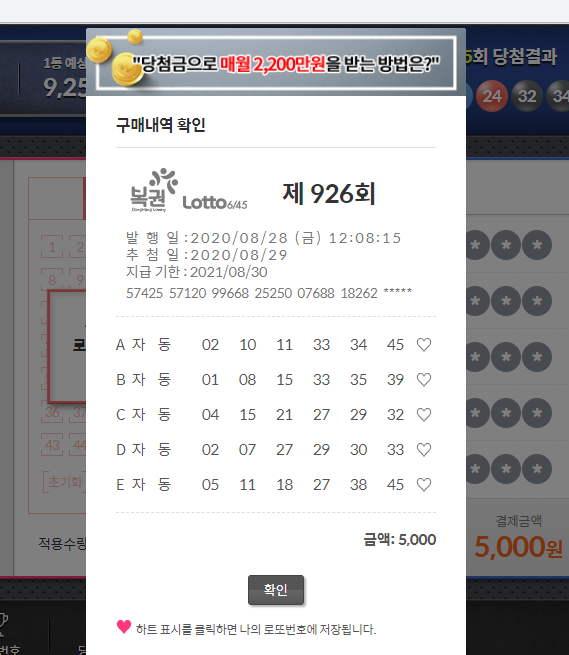 "당첨금으로 매월 2,200만원을 받는 방법은?"
1등 예상
9,25
5회 당첨결과
24 32 34
구매내역 확인
복권 Lotto6/45 제 926회
발 행 일 : 2020/08/28 (금) 12:08:15
추 첨 일 : 2020/08/29
지급 기한 : 2021/08/30
57425 57120 99668 25250 07688 18262 *****
A 자 동 02 10 11 33 34 45
B 자 동 01 08 15 33 35 39
C 자 동 04 15 21 27 29 32
D 자 동 02 07 27 29 30 33
E 자 동 05 11 18 27 38 45
금액: 5,000
확인
하트 표시를 클릭하면 나의 로또번호에 저장됩니다.
1 2
8 9
로
36 37
43 44
초기화
적용수량
결제금액
5,000원
번호